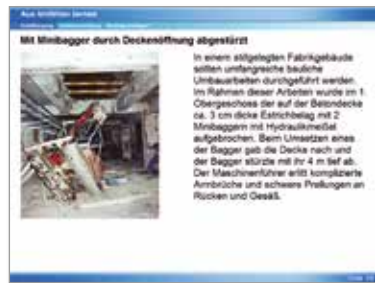 Aus Unfällen lernen
Mit Minibagger durch Deckenöffnung abgestürzt
In einem stillgelegten Fabrikgebäude
sollten umfangreiche bauliche
Umbauarbeiten durchgeführt werden.
Im Rahmen dieser Arbeiten wurde im 1.
Obergeschoss der auf der Betondecke
ca. 3 cm dicke Estrichbelag mit 2
Minibaggern mit Hydraulikmeißel
aufgebrochen. Beim Umsetzen eines
der Bagger gab die Decke nach und
der Bagger stürzte mit ihr 4 m tief ab.
Der Maschinenführer erlitt komplizierte
Armbrüche und schwere Prellungen an
Rücken und Gesäß.